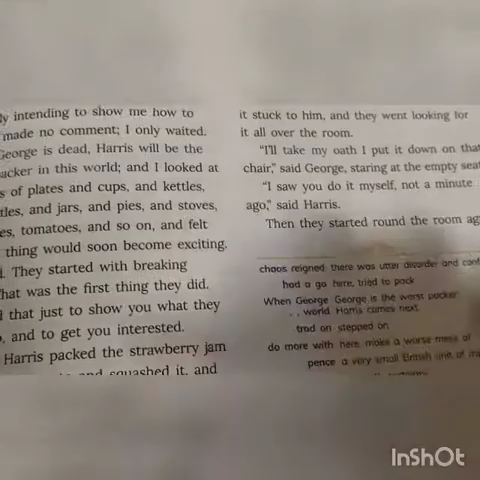 intending to show me how to
made no comment; I only waited.
George is dead, Harris will be the
acker in this world; and I looked at
s of plates and cups, and kettles,
tles, and jars, and pies, and stoves,
es, tomatoes, and so on, and felt
thing would soon become exciting.
. They started with breaking
hat was the first thing they did.
that just to show you what they
, and to get you interested.
Harris packed the strawberry jam
and squashed it, and
it stuck to him, and they went looking for
it all over the room.
"I'll take my oath I put it down on that
chair," said George, staring at the empty seat
"I saw you do it myself, not a minute
ago," said Harris.
Then they started round the room ag
chaos reigned there was utter disorder and conf
had a go here, tried to pack
When George George is the worst packer
. . world Harris comes next.
trod on stepped on
do more with here, make a worse mess of
pence a very small British unit of m
InShOt